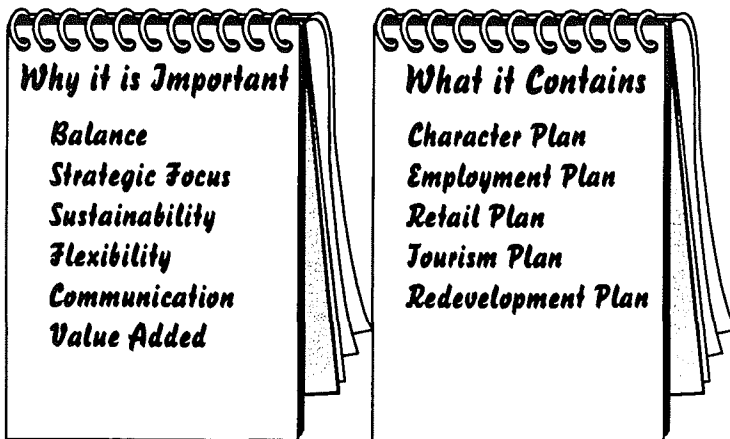 Why it is Important
Balance
Strategic Focus
Sustainability
Flexibility
Communication
Value Added
What it Contains
Character Plan
Employment Plan
Retail Plan
Tourism Plan
Redevelopment Plan